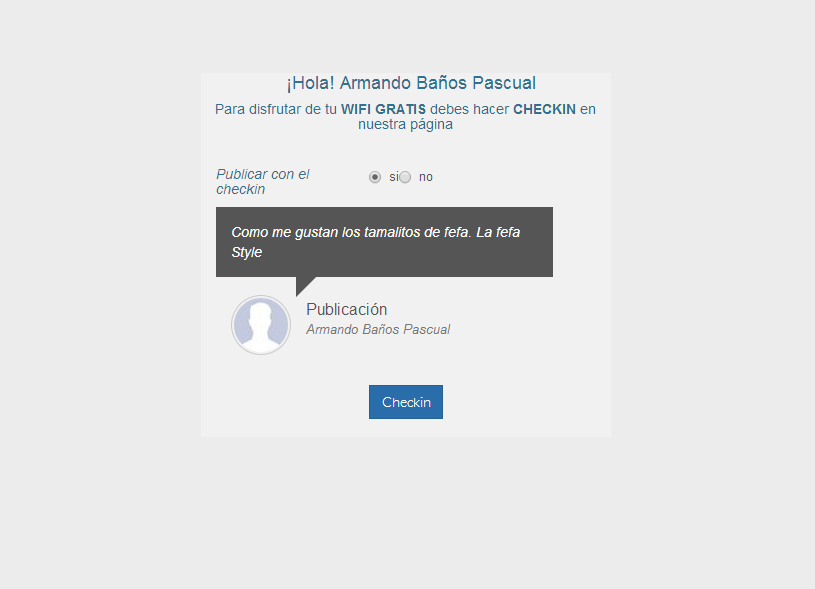 ¡Hola! Armando Baños Pascual
Para disfrutar de tu WIFI GRATIS debes hacer CHECKIN en
nuestra página
Publicar con el
checkin
si no
Como me gustan los tamalitos de fefa. La fefa
Style
Publicación
Armando Baños Pascual
Checkin